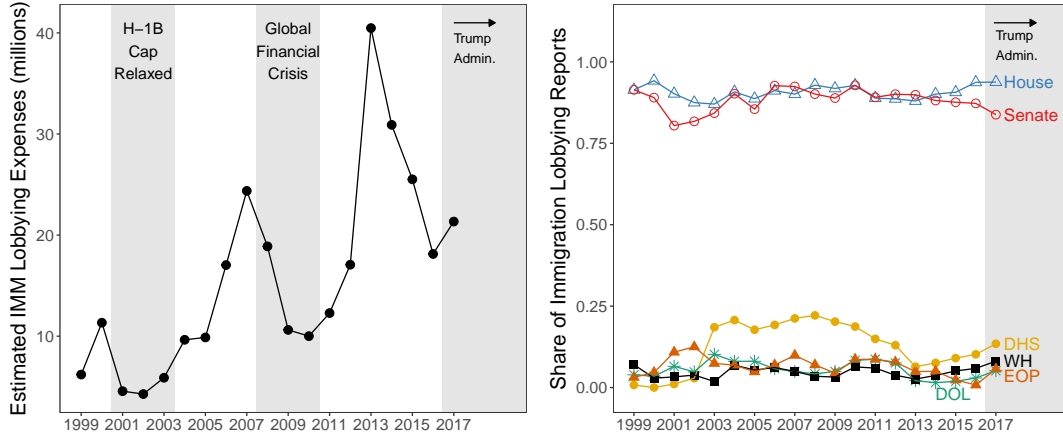 Estimated IMM Lobbying Expenses (millions)
40
30
20
10
H−1B
Cap
Relaxed
Global
Financial
Crisis
Trump
Admin.
1999 2001 2003 2005 2007 2009 2011 2013 2015 2017
Share of Immigration Lobbying Reports
1.00
0.75
0.50
0.25
0.00
Trump
Admin.
House
Senate
DHS
WH
EOP
DOL
1999 2001 2003 2005 2007 2009 2011 2013 2015 2017